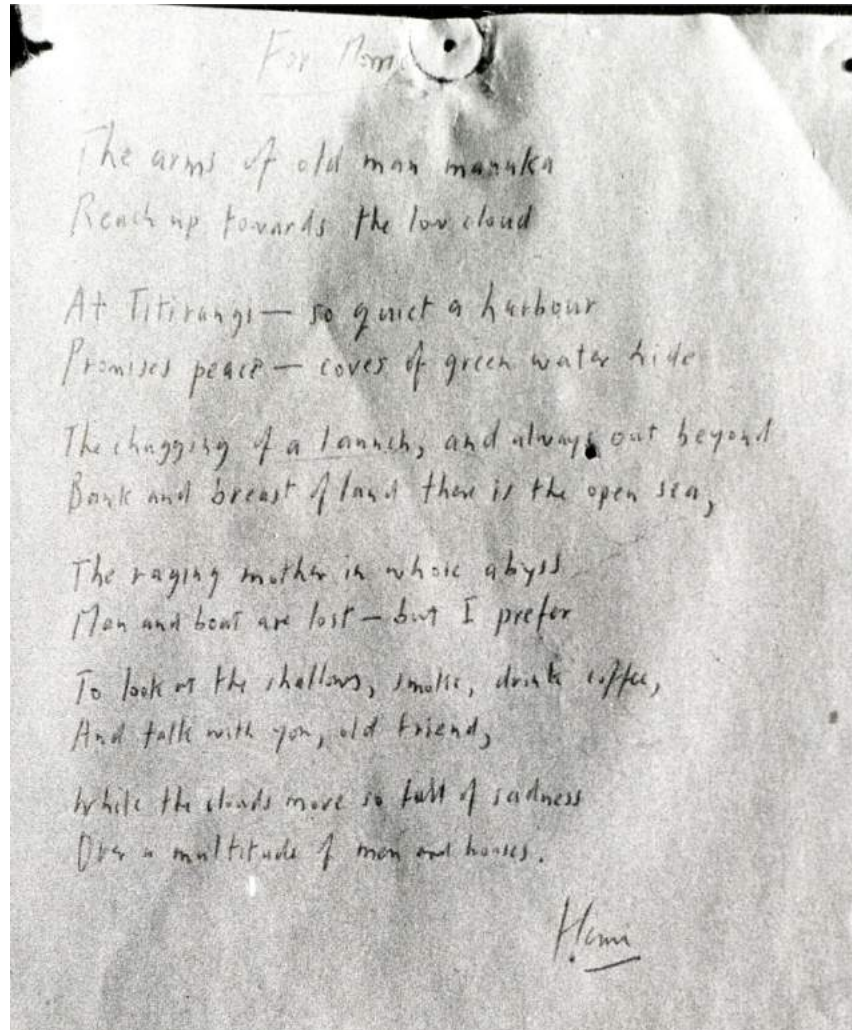 For Mom
The arms of old man manuka
Reach up towards the low cloud
At Titirangi — so quiet a harbour
Promises peace — coves of green water hide
The chugging of a launch, and always out beyond
Bank and breast of land there is the open sea,
The raging mother in whose abyss
Man and boat are lost — but I prefer
To look at the shallows, smoke, drink coffee,
And talk with you, old friend,
While the clouds move so full of sadness
Over a multitude of men and houses.
Hemi